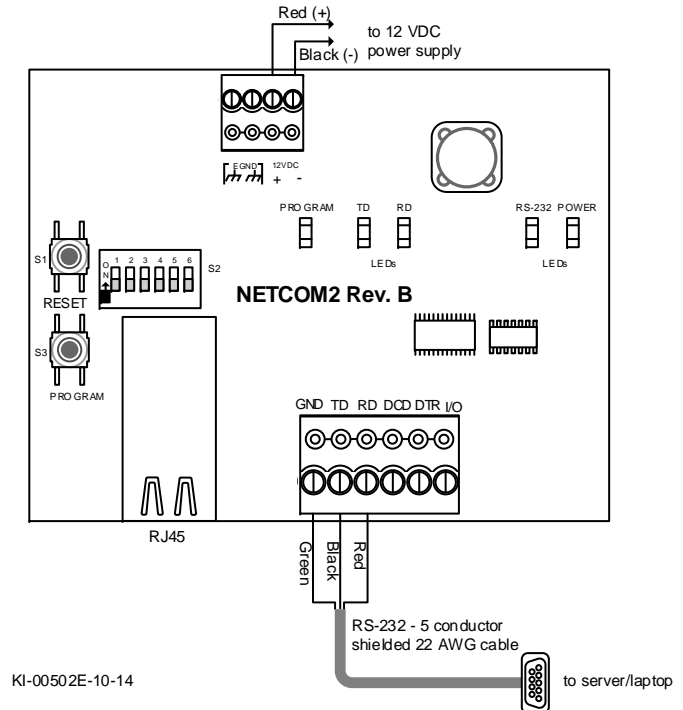 Red (+)
to 12 VDC
power supply
Black (-)
EGND 12VDC
+ -
PROGRAM TD RD RS-232 POWER
LEDs LEDs
S1
ON
1 2 3 4 5 6
S2
RESET
NETCOM2 Rev. B
S3
PROGRAM
GND TD RD DCD DTR I/O
RJ45
Green
Black
Red
RS-232 - 5 conductor
shielded 22 AWG cable
KI-00502E-10-14
to server/laptop